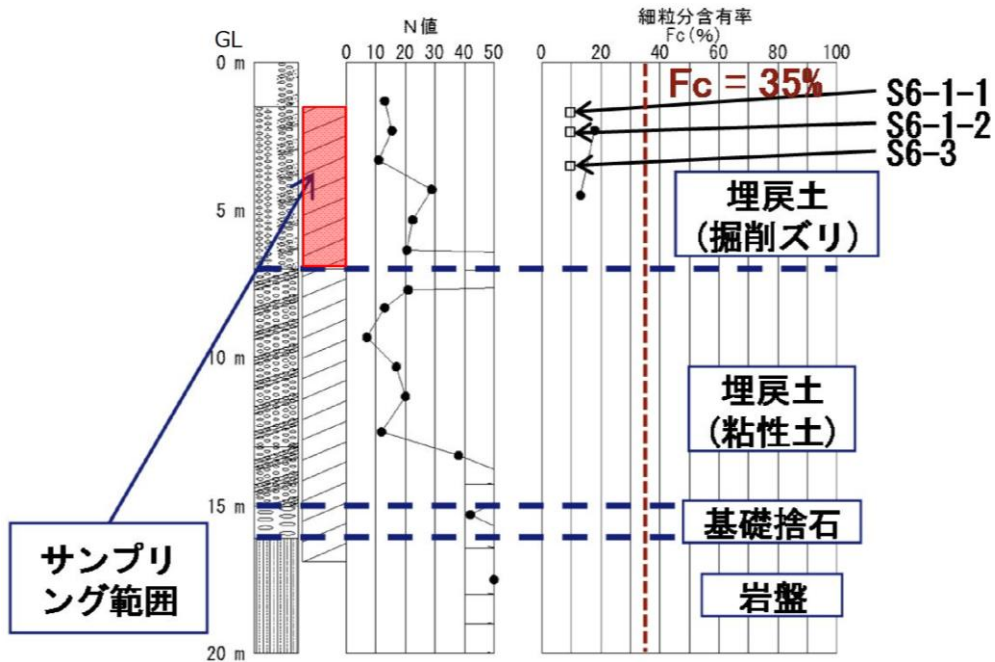 GL
N値
細粒分含有率
Fc(%)
0 10 20 30 40 50
0 20 40 60 80 100
0 m
5 m
10 m
15 m
20 m
Fc = 35%
S6-1-1
S6-1-2
S6-3
埋戻土
(掘削ズリ)
埋戻土
(粘性土)
基礎捨石
岩盤
サンプリ
ング範囲